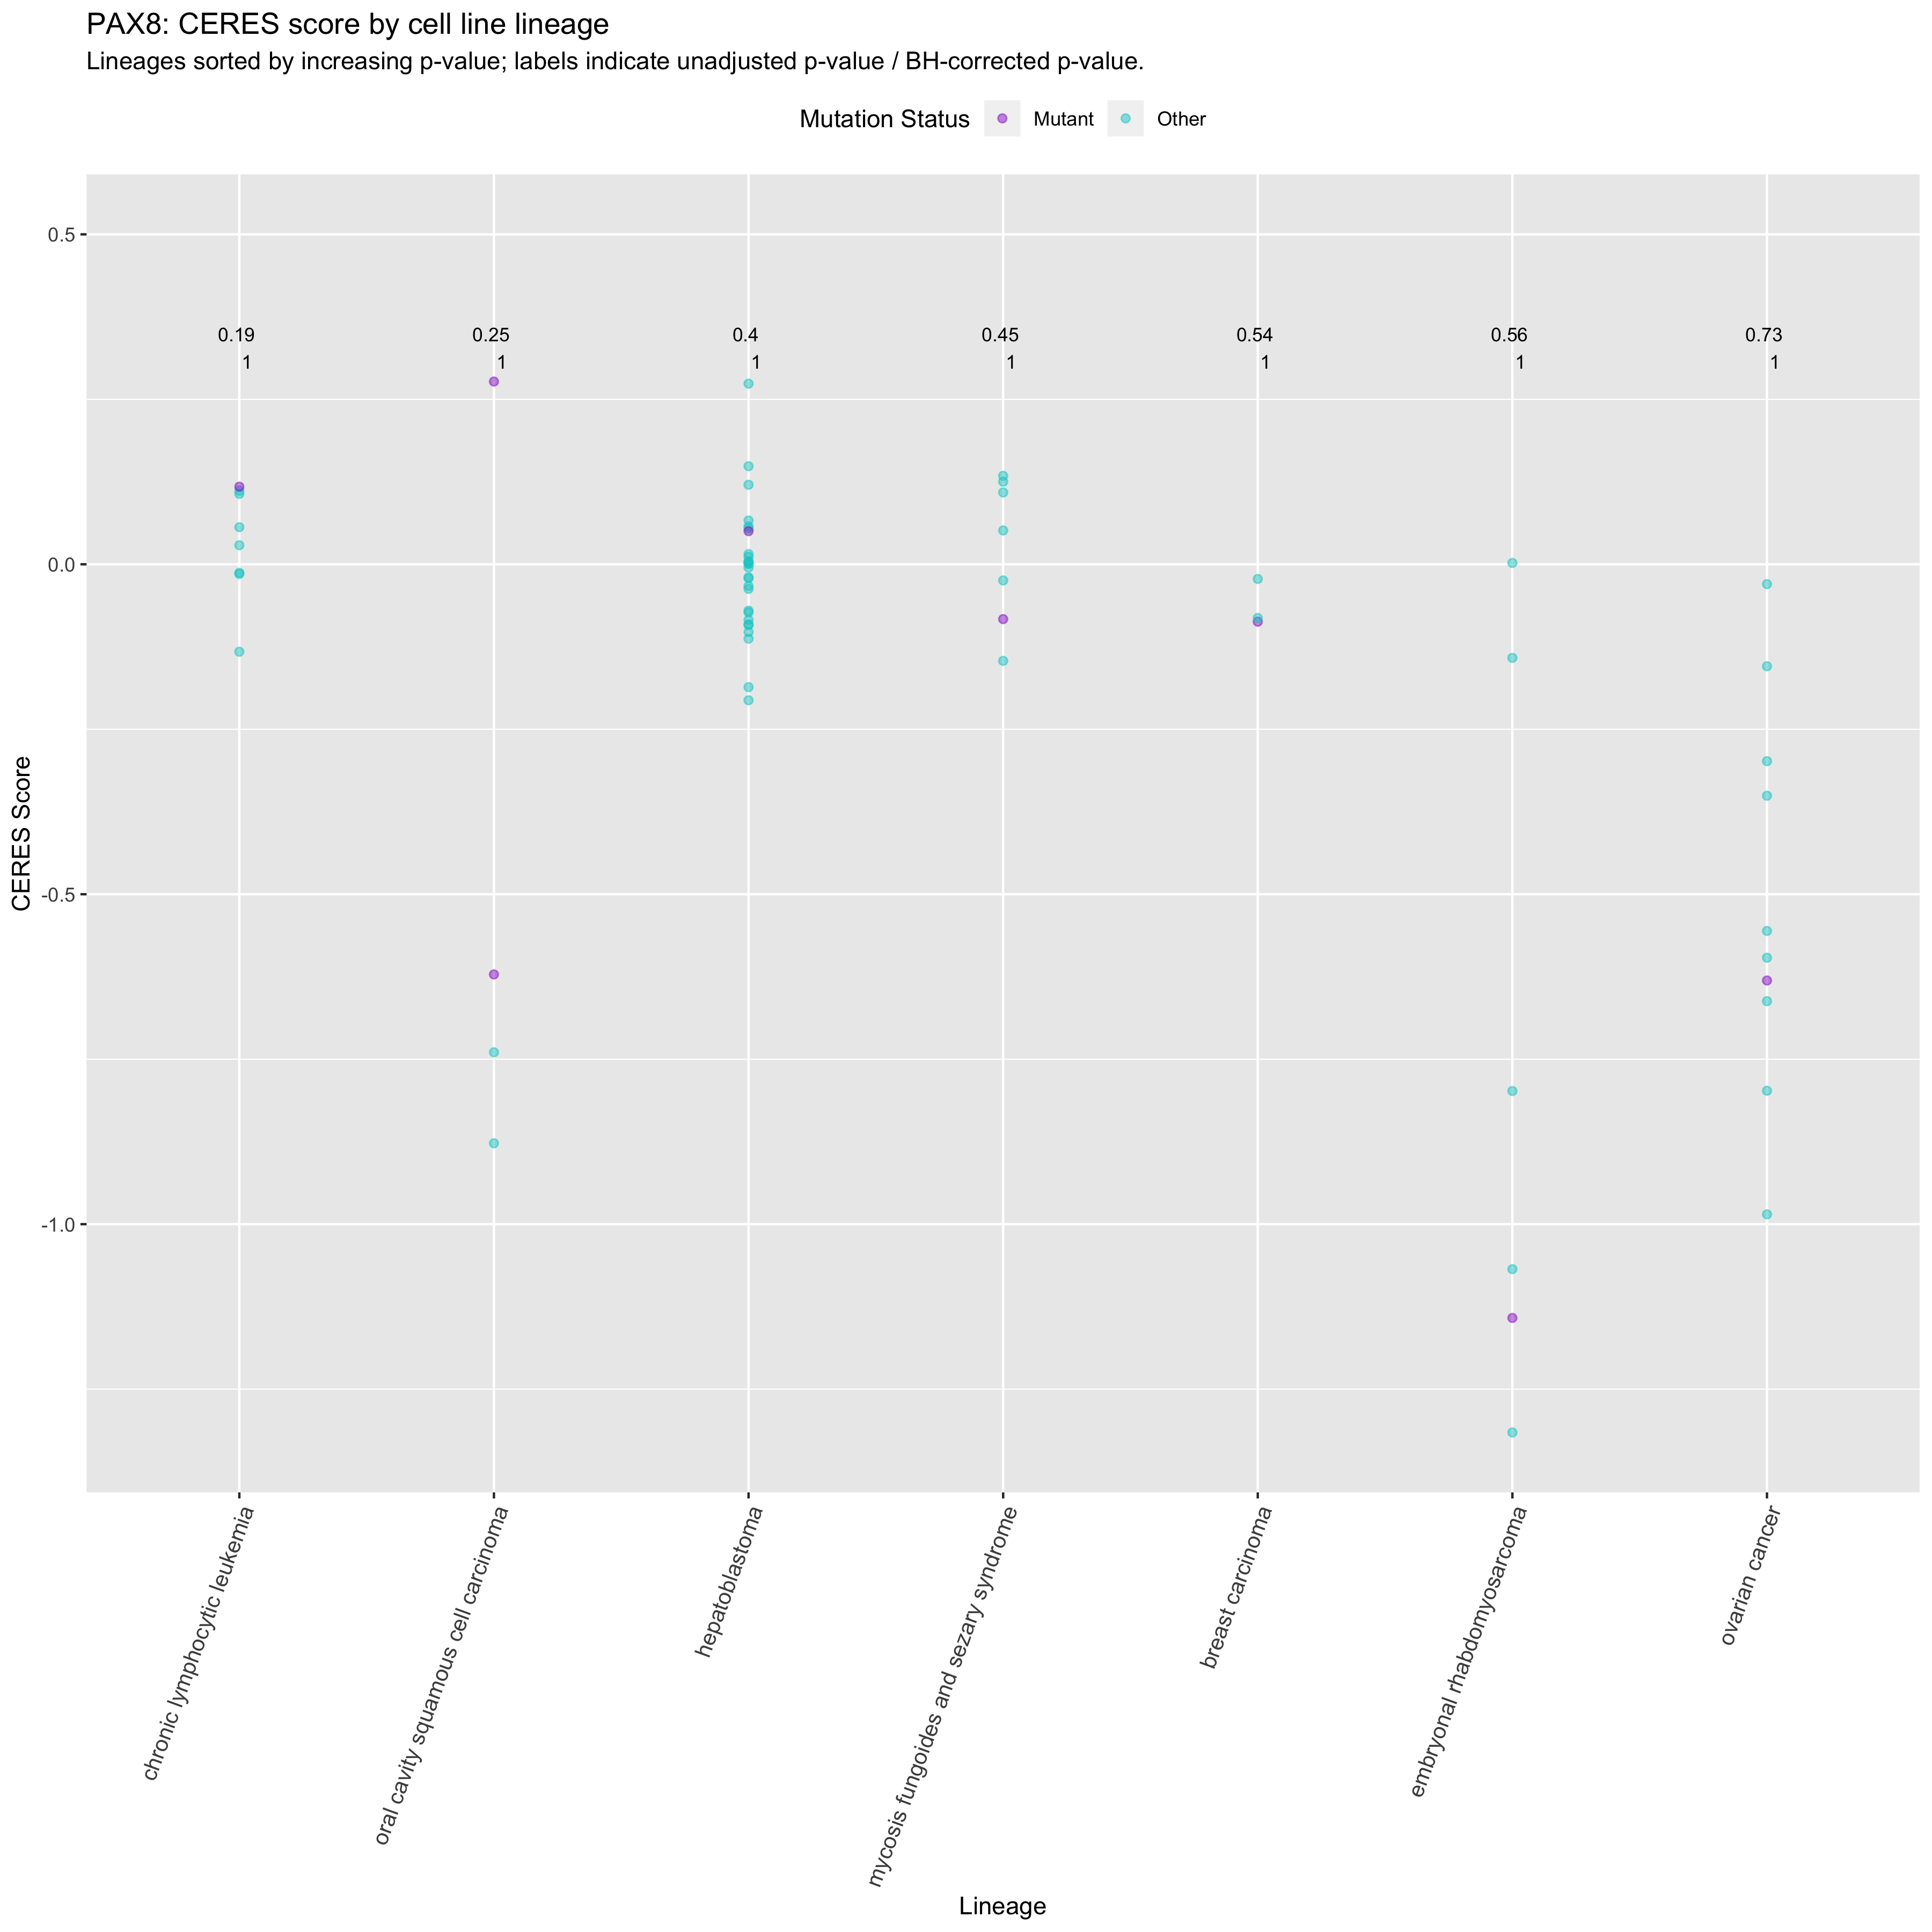 PAX8: CERES score by cell line lineage
Lineages sorted by increasing p-value; labels indicate unadjusted p-value / BH-corrected p-value.
Mutation Status Mutant Other
0.5
0.19 0.25 0.4 0.45 0.54 0.56 0.73
1 1 1 1 1 1 1
0.0
-0.5
-1.0
CERES Score
chronic lymphocytic leukemia
oral cavity squamous cell carcinoma
hepatoblastoma
mycosis fungoides and sezary syndrome
breast carcinoma
embryonal rhabdomyosarcoma
ovarian cancer
Lineage